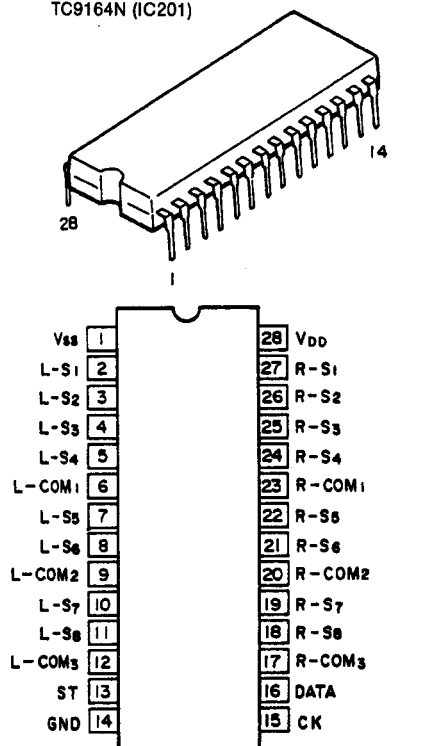 TC9164N (IC201)
14
28
1
Vss 1 28 VDD
L-S1 2 27 R-S1
L-S2 3 26 R-S2
L-S3 4 25 R-S3
L-S4 5 24 R-S4
L-COM1 6 23 R-COM1
L-S5 7 22 R-S5
L-S6 8 21 R-S6
L-COM2 9 20 R-COM2
L-S7 10 19 R-S7
L-S8 11 18 R-S8
L-COM3 12 17 R-COM3
ST 13 16 DATA
GND 14 15 CK